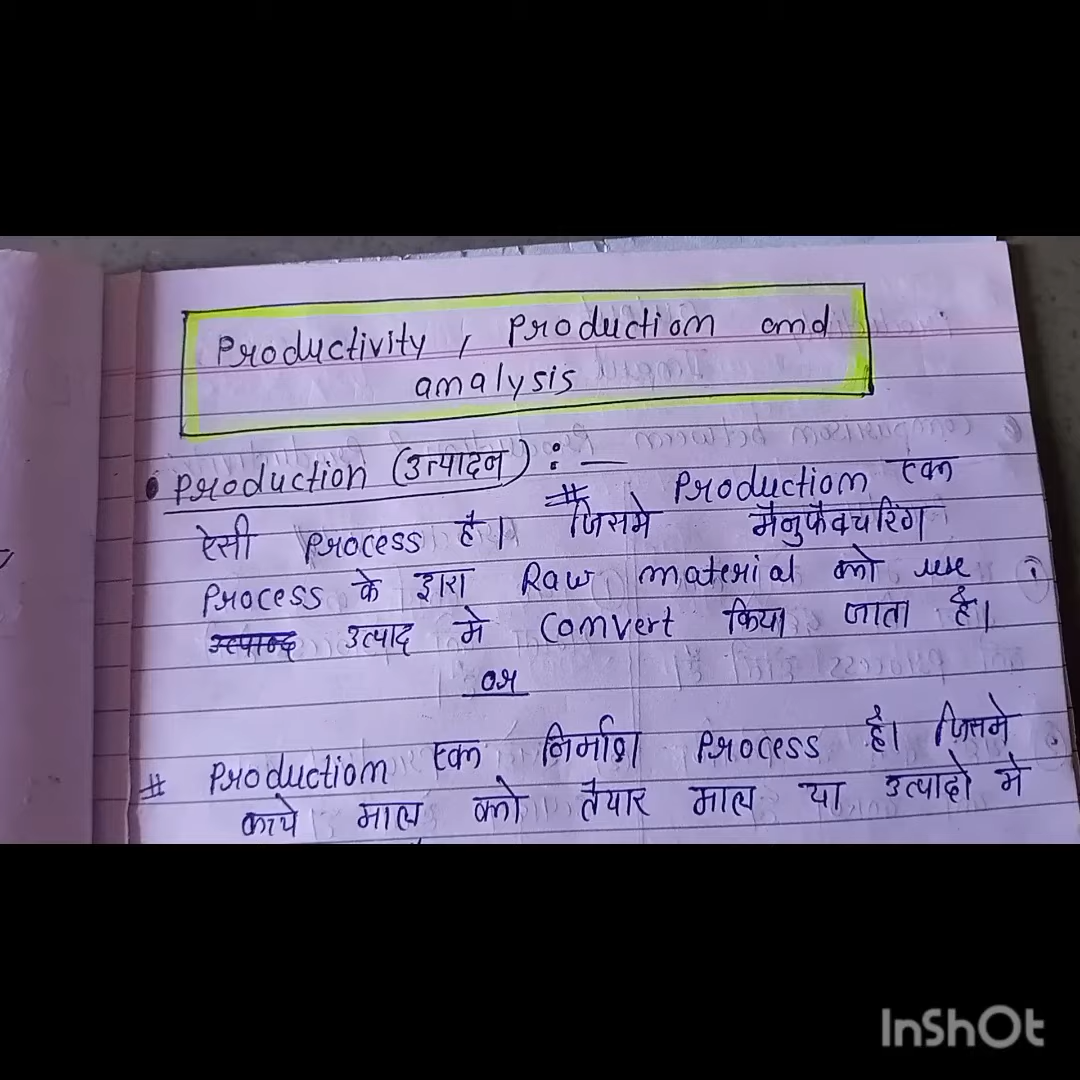 Productivity, Production and
analysis
• Production (उत्पादन) :—
# Production एक
ऐसी Process है। जिसमे मैनुफैक्चरिंग
Process के द्वारा Raw material को use
उत्पाद मे Convert किया जाता है।
or
# Production एक निर्माण Process है। जिसमे
कच्चे माल को तैयार माल या उत्पादो मे
InShOt